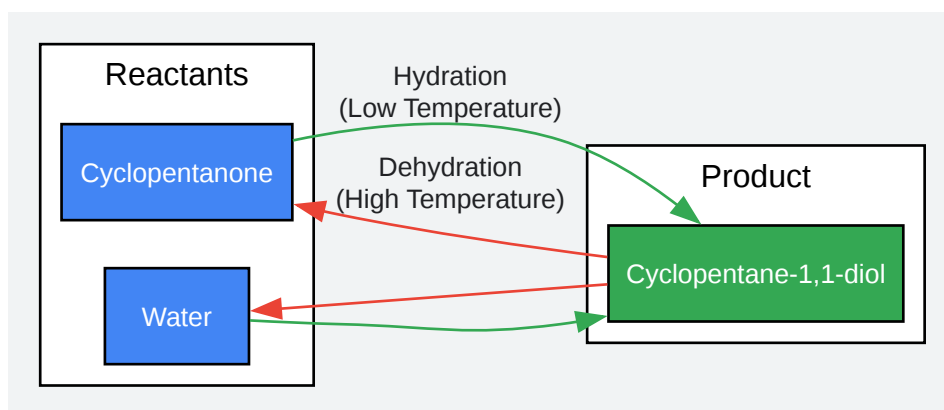 Reactants
Hydration
(Low Temperature)
Cyclopentanone
Dehydration
(High Temperature)
Product
Cyclopentane-1,1-diol
Water